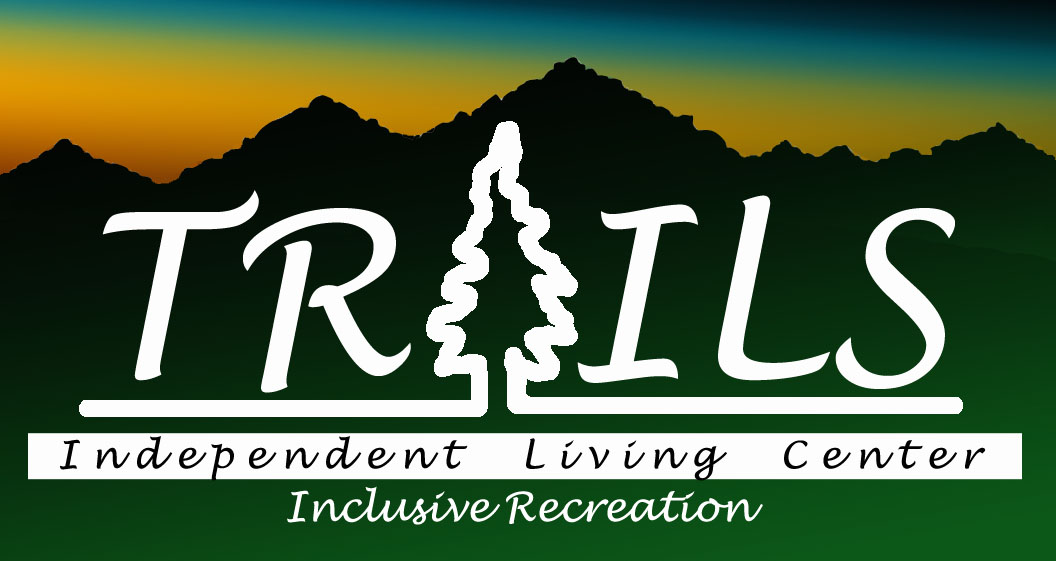 TRAILS
Independent Living Center
Inclusive Recreation